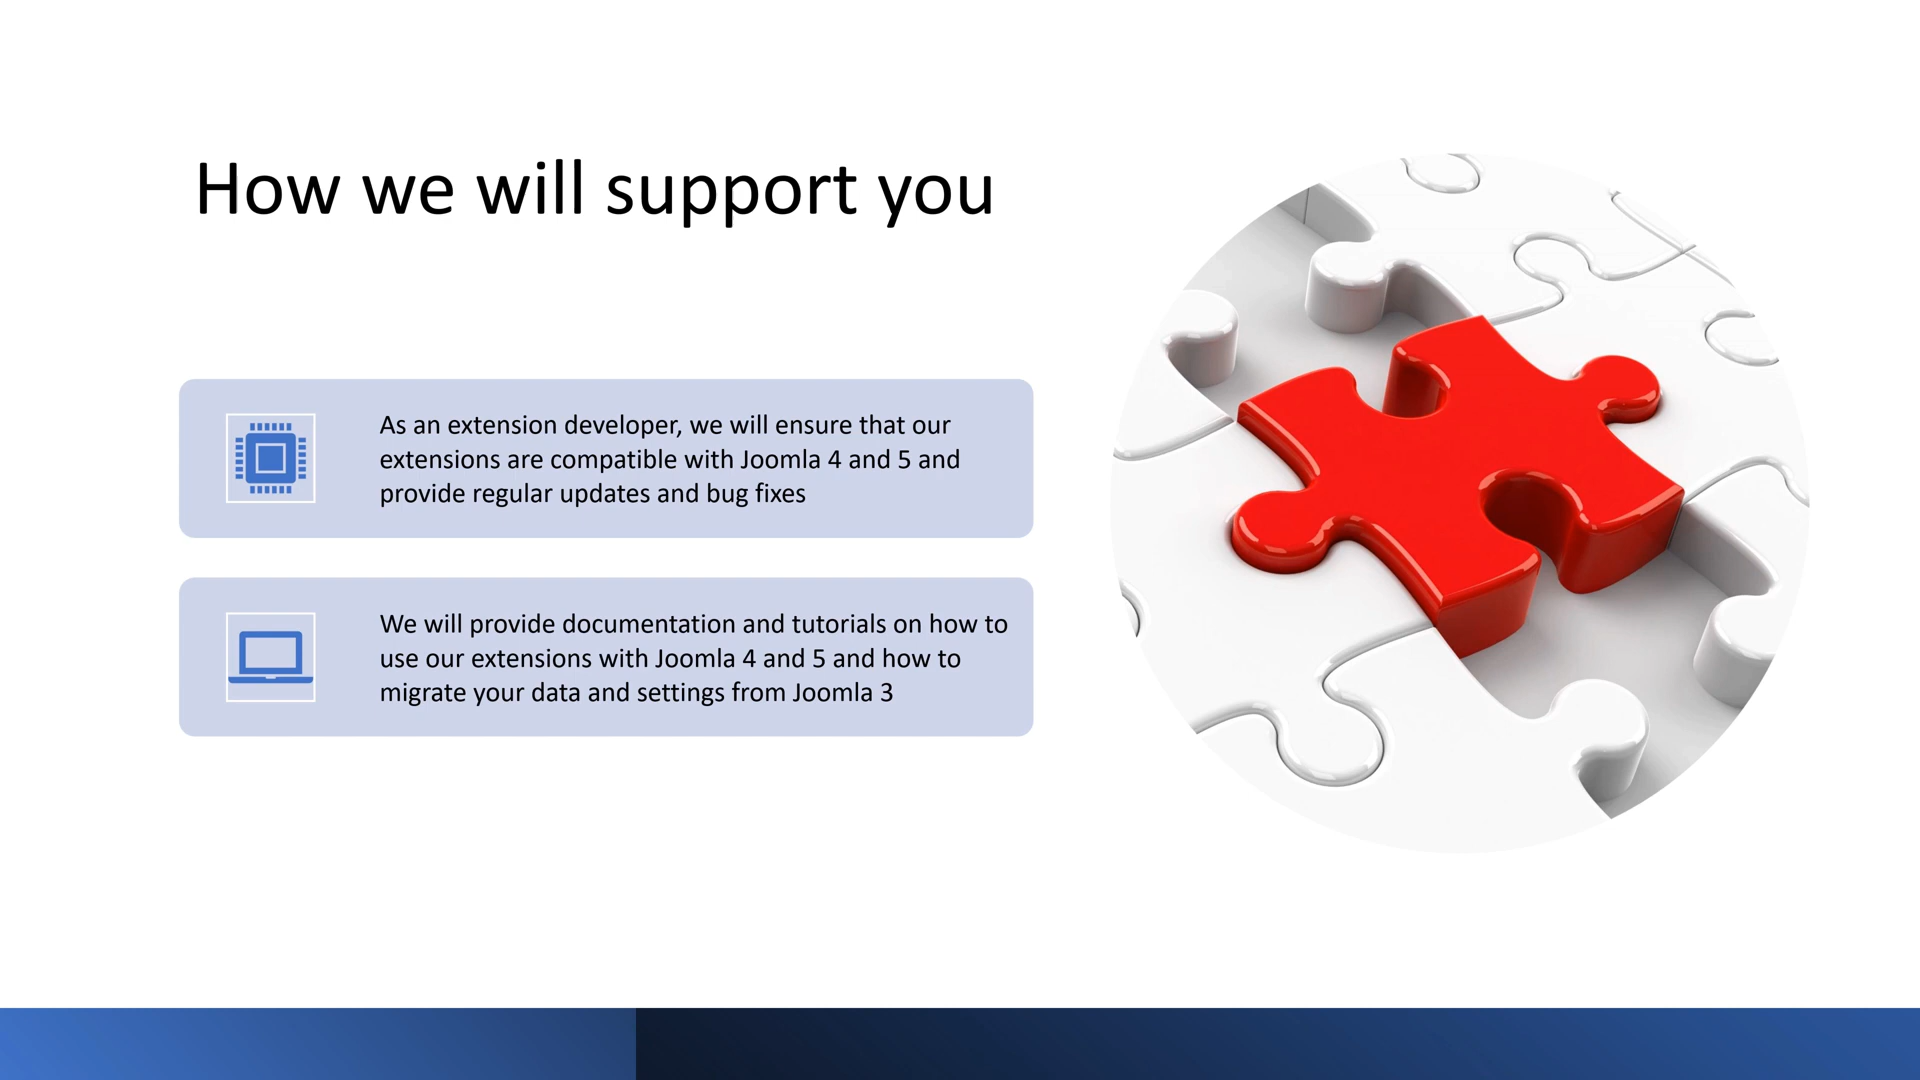 How we will support you
As an extension developer, we will ensure that our
extensions are compatible with Joomla 4 and 5 and
provide regular updates and bug fixes
We will provide documentation and tutorials on how to
use our extensions with Joomla 4 and 5 and how to
migrate your data and settings from Joomla 3